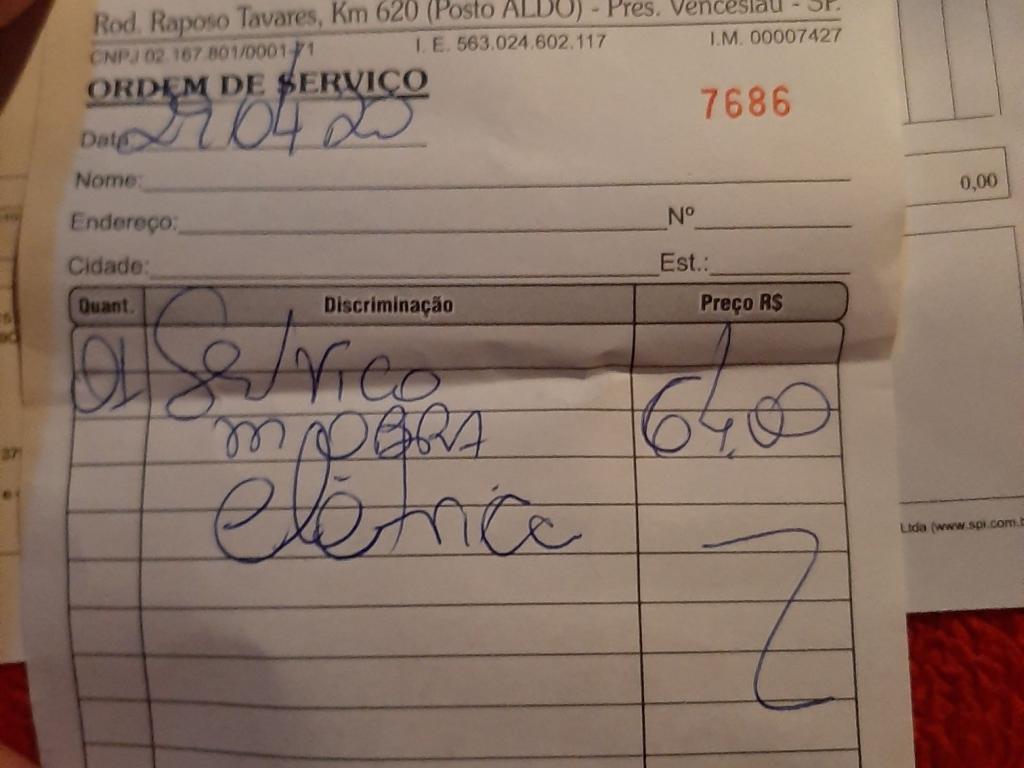 Rod. Raposo Tavares, Km 620 (Posto ALDO) - Pres. Venceslau - SP.
CNPJ 02.167.801/0001-71 I. E. 563.024.602.117 I.M. 00007427
ORDEM DE SERVIÇO
7686
Data 29/04/20
Nome:
Endereço: Nº
Cidade: Est.:
Quant. Discriminação Preço R$
01 Serviço 64,00
m OBRA
elétrica
0,00
37
Ltda (www.spi.com.b